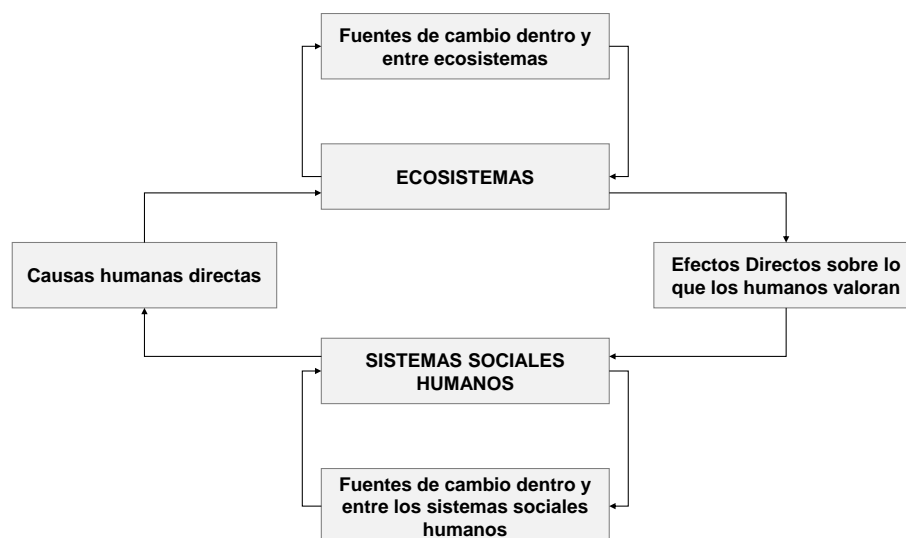 Fuentes de cambio dentro y
entre ecosistemas
ECOSISTEMAS
Causas humanas directas
Efectos Directos sobre lo
que los humanos valoran
SISTEMAS SOCIALES
HUMANOS
Fuentes de cambio dentro y
entre los sistemas sociales
humanos